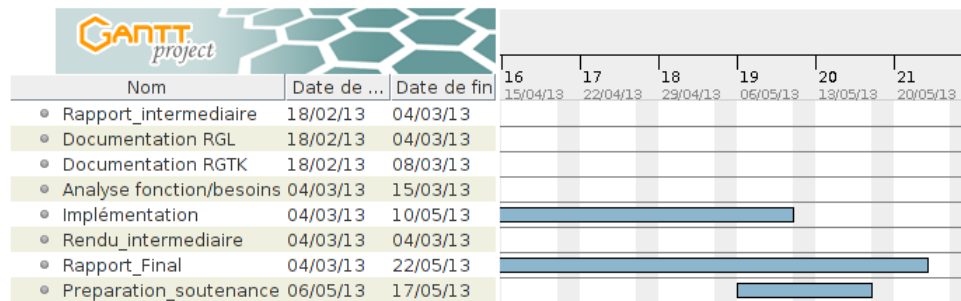 GANTT
project
16 17 18 19 20 21
Nom Date de ... Date de fin 15/04/13 22/04/13 29/04/13 06/05/13 13/05/13 20/05/13
Rapport_intermediaire 18/02/13 04/03/13
Documentation RGL 18/02/13 04/03/13
Documentation RGTK 18/02/13 08/03/13
Analyse fonction/besoins 04/03/13 15/03/13
Implémentation 04/03/13 10/05/13
Rendu_intermediaire 04/03/13 04/03/13
Rapport_Final 04/03/13 22/05/13
Preparation_soutenance 06/05/13 17/05/13